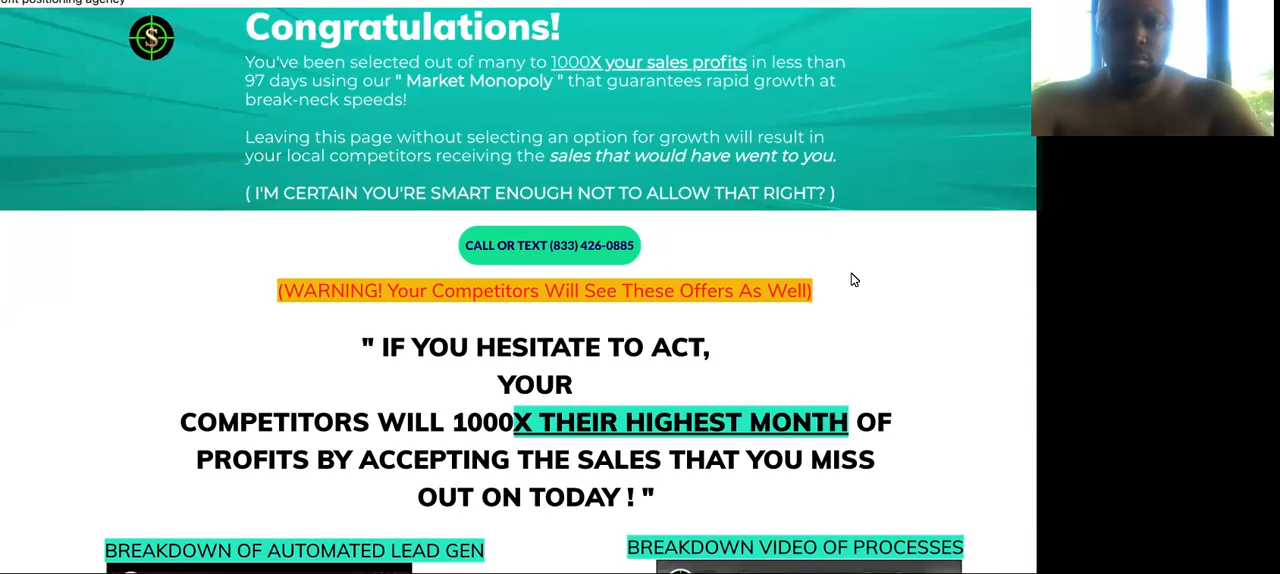 ofit positioning agency
Congratulations!
You've been selected out of many to 1000X your sales profits in less than
97 days using our " Market Monopoly " that guarantees rapid growth at
break-neck speeds!
Leaving this page without selecting an option for growth will result in
your local competitors receiving the sales that would have went to you.
( I'M CERTAIN YOU'RE SMART ENOUGH NOT TO ALLOW THAT RIGHT? )
CALL OR TEXT (833) 426-0885
(WARNING! Your Competitors Will See These Offers As Well)
" IF YOU HESITATE TO ACT,
YOUR
COMPETITORS WILL 1000X THEIR HIGHEST MONTH OF
PROFITS BY ACCEPTING THE SALES THAT YOU MISS
OUT ON TODAY ! "
BREAKDOWN OF AUTOMATED LEAD GEN
BREAKDOWN VIDEO OF PROCESSES